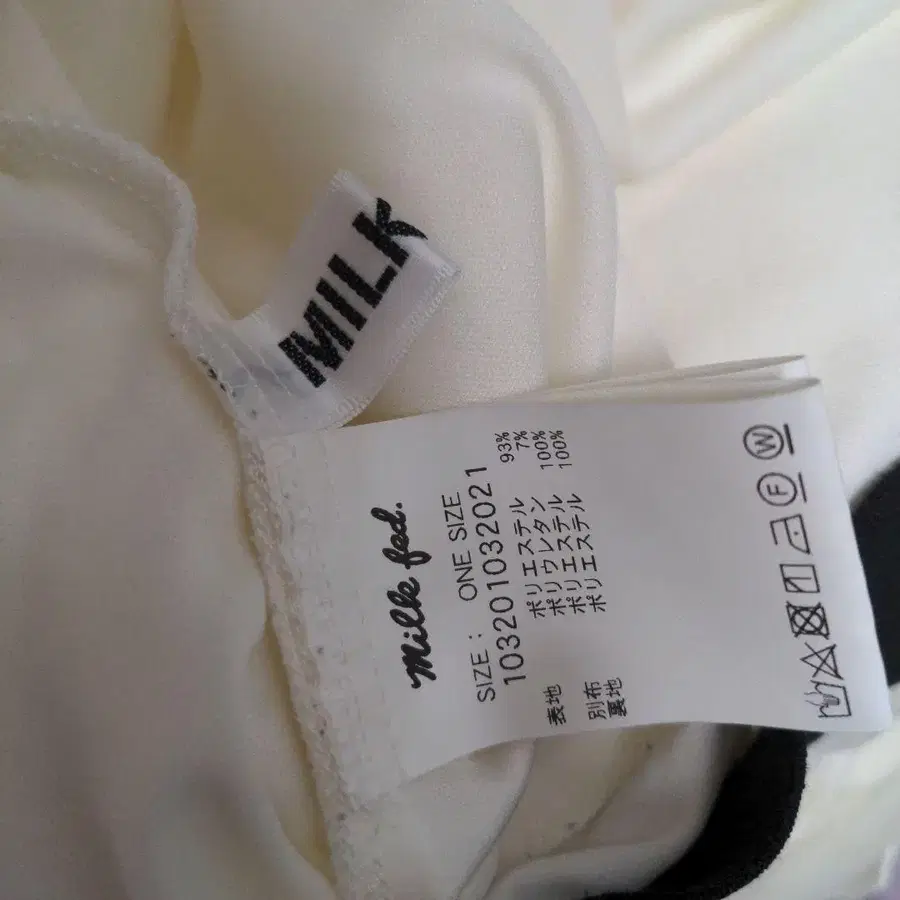 MILK
milk fed.
SIZE: ONE SIZE
103201032021
表地 ポリエステル 93%
ポリウレタン 7%
別布 ポリエステル 100%
裏地 ポリエステル 100%
F W